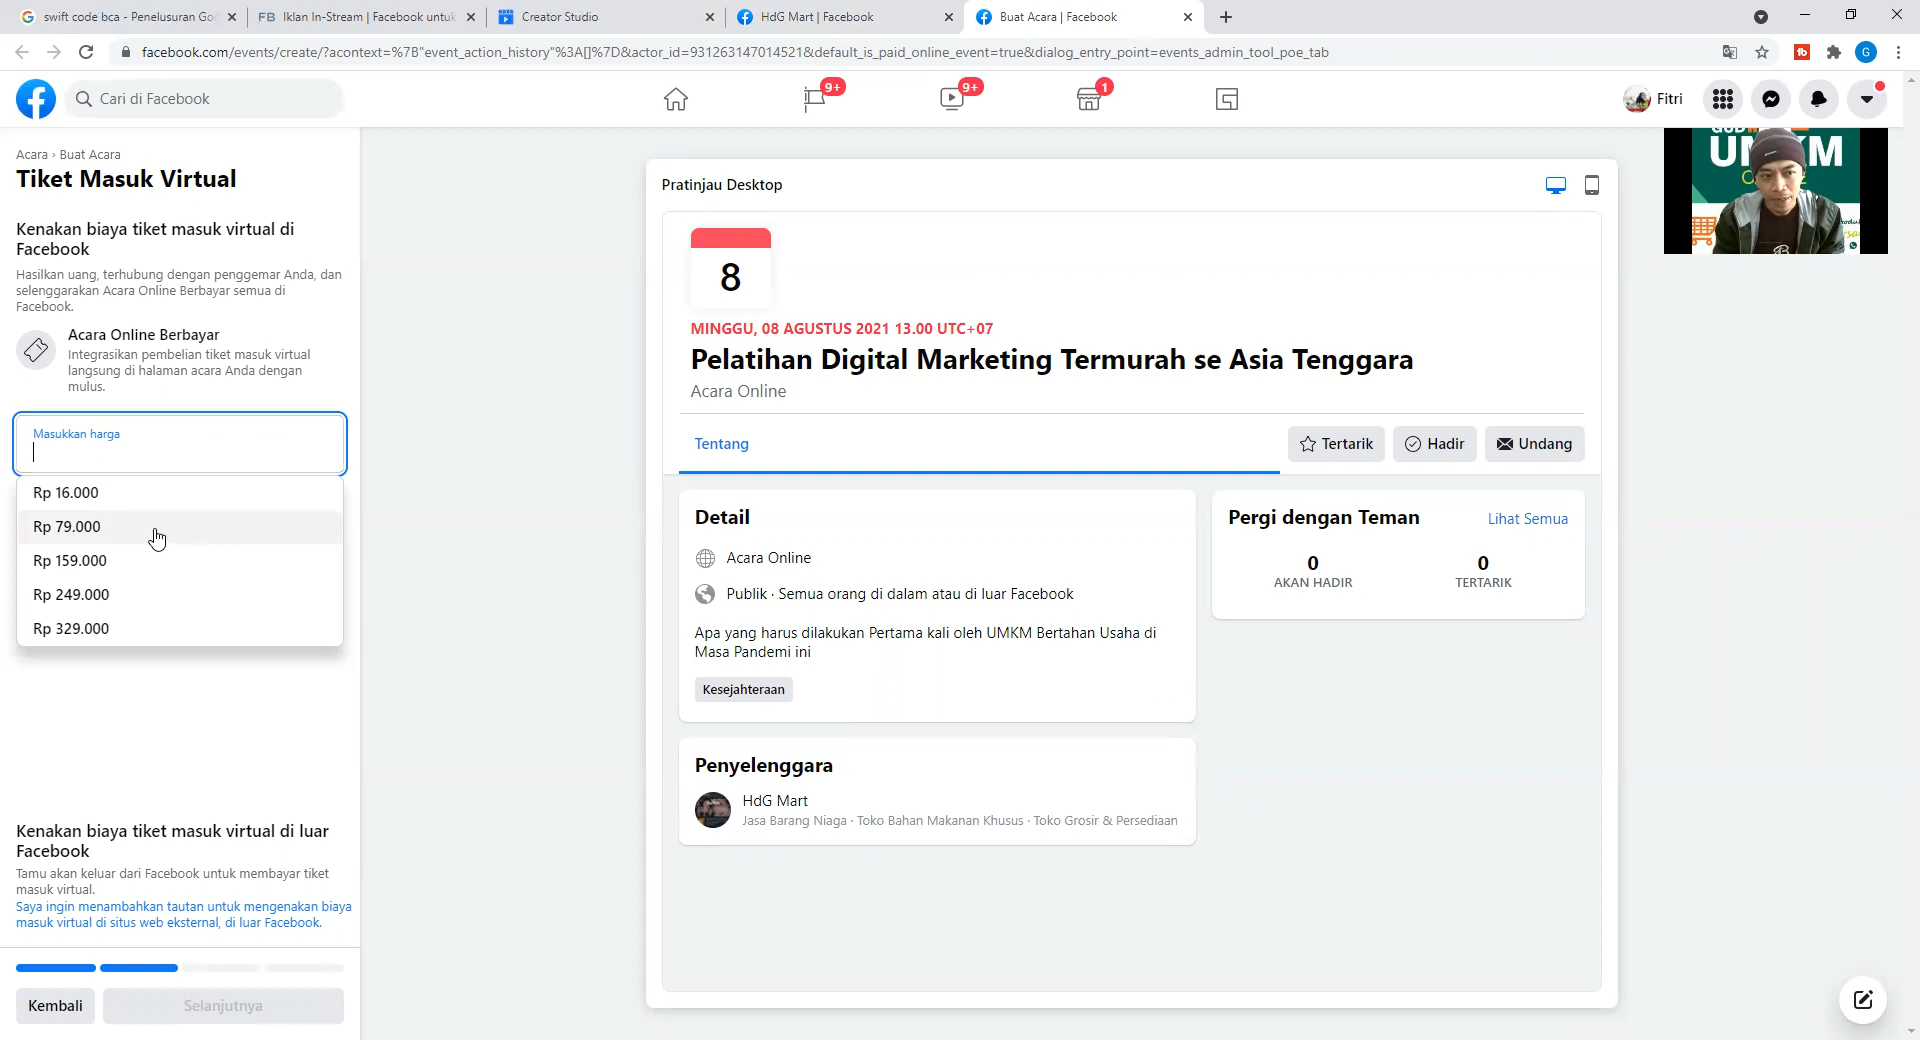 swift code bca - Penelusuran Goo
Iklan In-Stream | Facebook untuk
Creator Studio
HdG Mart | Facebook
Buat Acara | Facebook
facebook.com/events/create/?acontext=%7B"event_action_history"%3A[]%7D&actor_id=931263147014521&default_is_paid_online_event=true&dialog_entry_point=events_admin_tool_poe_tab
G
Cari di Facebook
9+
9+
1
Fitri
Acara › Buat Acara
Tiket Masuk Virtual
Kenakan biaya tiket masuk virtual di
Facebook
Hasilkan uang, terhubung dengan penggemar Anda, dan
selenggarakan Acara Online Berbayar semua di
Facebook.
Acara Online Berbayar
Integrasikan pembelian tiket masuk virtual
langsung di halaman acara Anda dengan
mulus.
Masukkan harga
Rp 16.000
Rp 79.000
Rp 159.000
Rp 249.000
Rp 329.000
Kenakan biaya tiket masuk virtual di luar
Facebook
Tamu akan keluar dari Facebook untuk membayar tiket
masuk virtual.
Saya ingin menambahkan tautan untuk mengenakan biaya
masuk virtual di situs web eksternal, di luar Facebook.
Kembali
Selanjutnya
Pratinjau Desktop
8
MINGGU, 08 AGUSTUS 2021 13.00 UTC+07
Pelatihan Digital Marketing Termurah se Asia Tenggara
Acara Online
Tentang
Tertarik
Hadir
Undang
Detail
Acara Online
Publik · Semua orang di dalam atau di luar Facebook
Apa yang harus dilakukan Pertama kali oleh UMKM Bertahan Usaha di
Masa Pandemi ini
Kesejahteraan
Pergi dengan Teman
Lihat Semua
0
AKAN HADIR
0
TERTARIK
Penyelenggara
HdG Mart
Jasa Barang Niaga · Toko Bahan Makanan Khusus · Toko Grosir & Persediaan